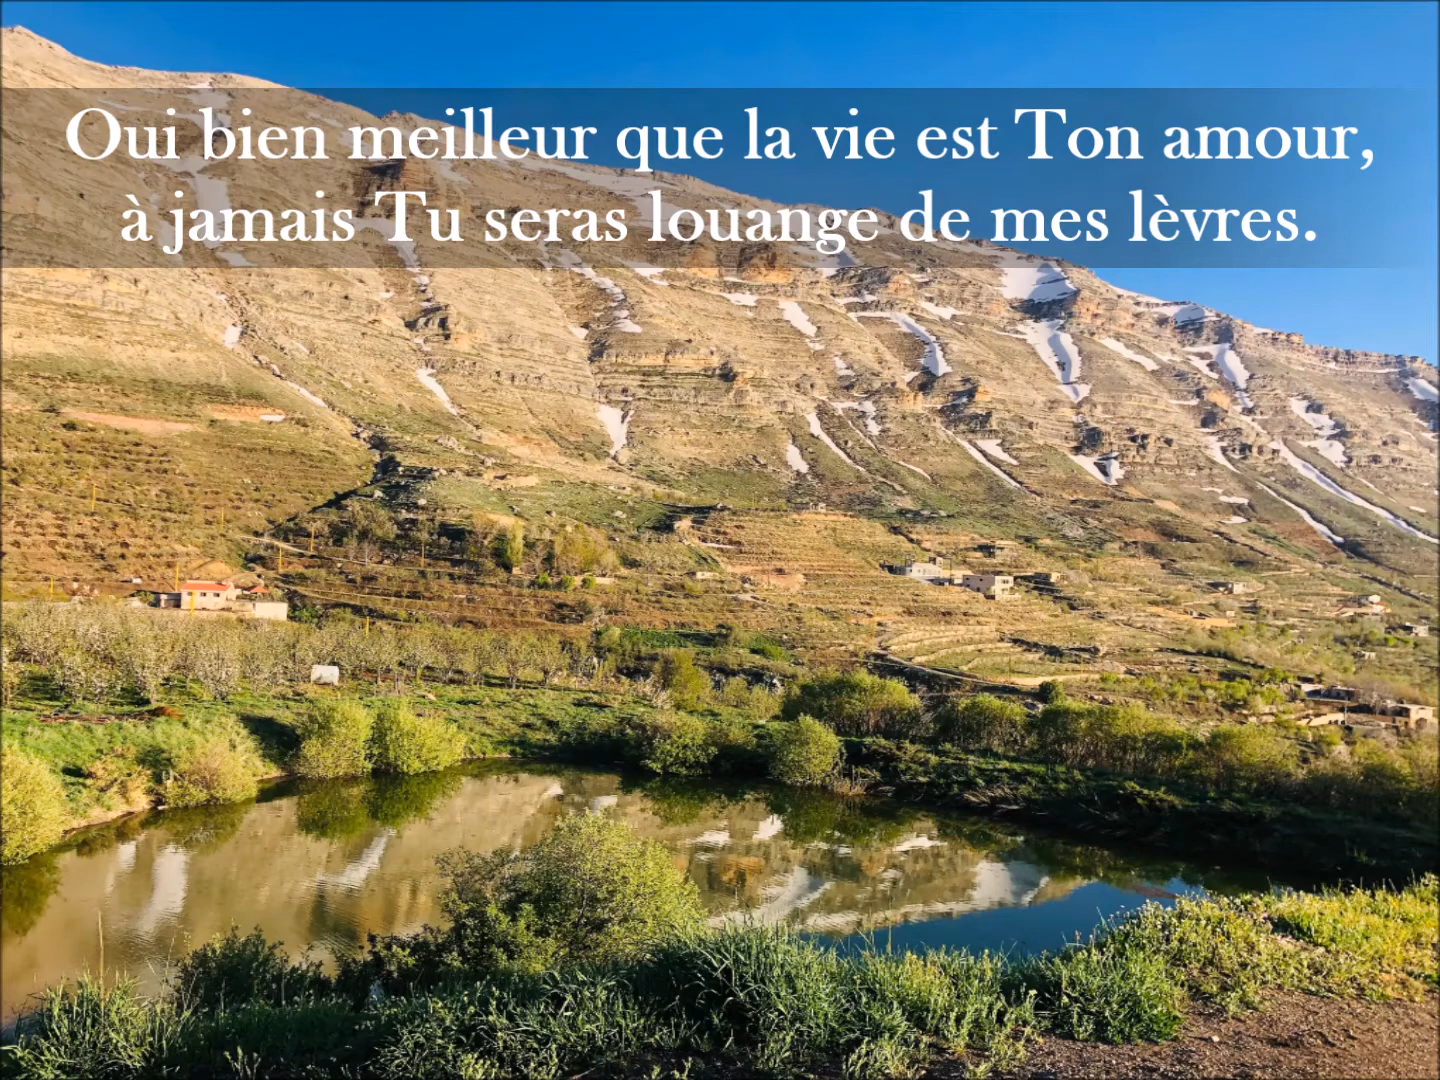 Oui bien meilleur que la vie est Ton amour,
à jamais Tu seras louange de mes lèvres.